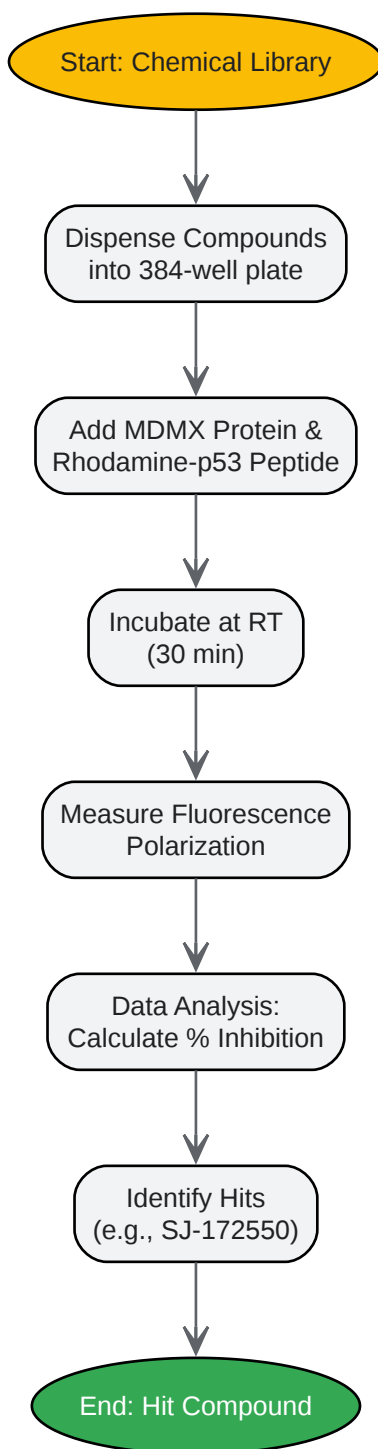 Start: Chemical Library
Dispense Compounds
into 384-well plate
Add MDMX Protein &
Rhodamine-p53 Peptide
Incubate at RT
(30 min)
Measure Fluorescence
Polarization
Data Analysis:
Calculate % Inhibition
Identify Hits
(e.g., SJ-172550)
End: Hit Compound